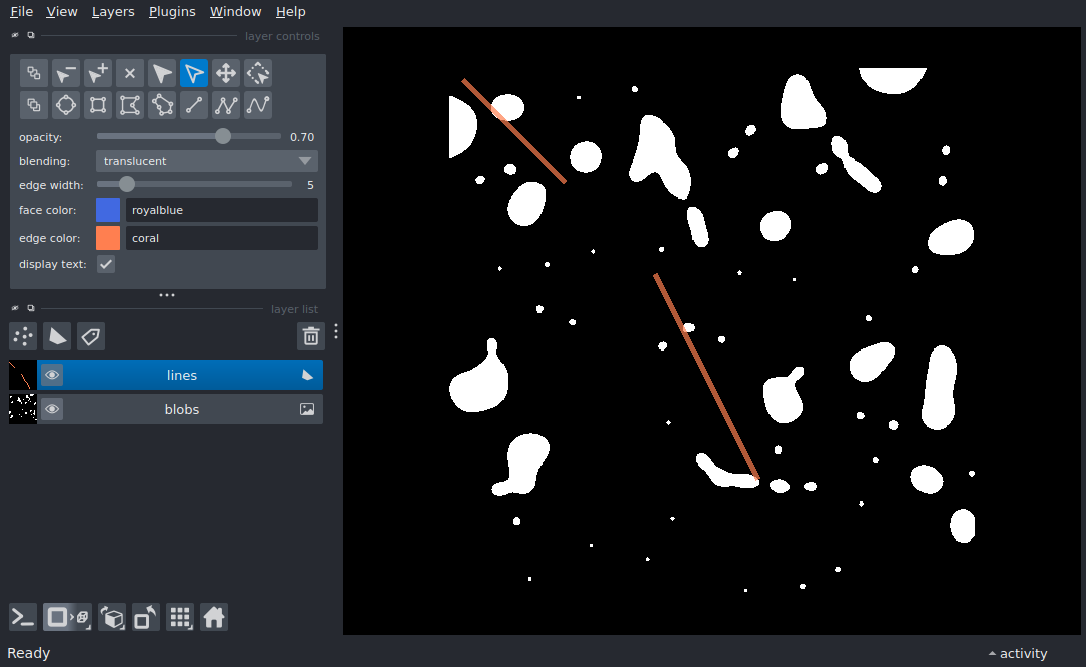 File View Layers Plugins Window Help
layer controls
opacity: 0.70
blending: translucent
edge width: 5
face color: royalblue
edge color: coral
display text:
layer list
lines
blobs
Ready
activity